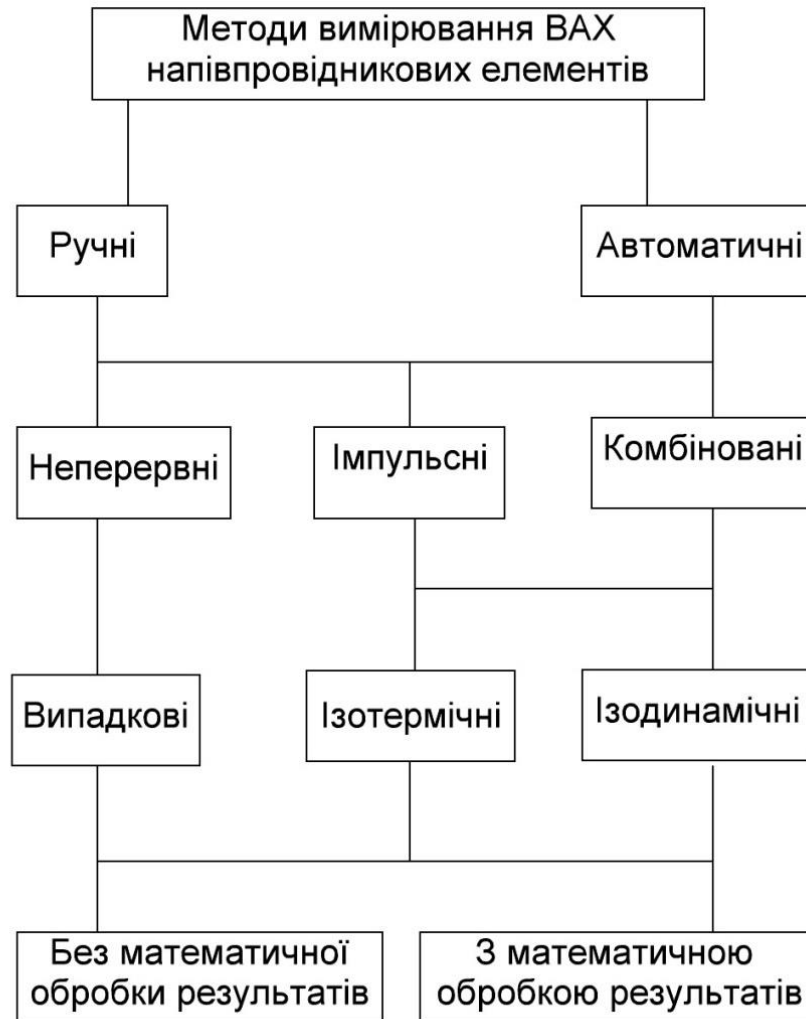 Методи вимірювання ВАХ
напівпровідникових елементів
Ручні
Автоматичні
Неперервні
Імпульсні
Комбіновані
Випадкові
Ізотермічні
Ізодинамічні
Без математичної
обробки результатів
З математичною
обробкою результатів